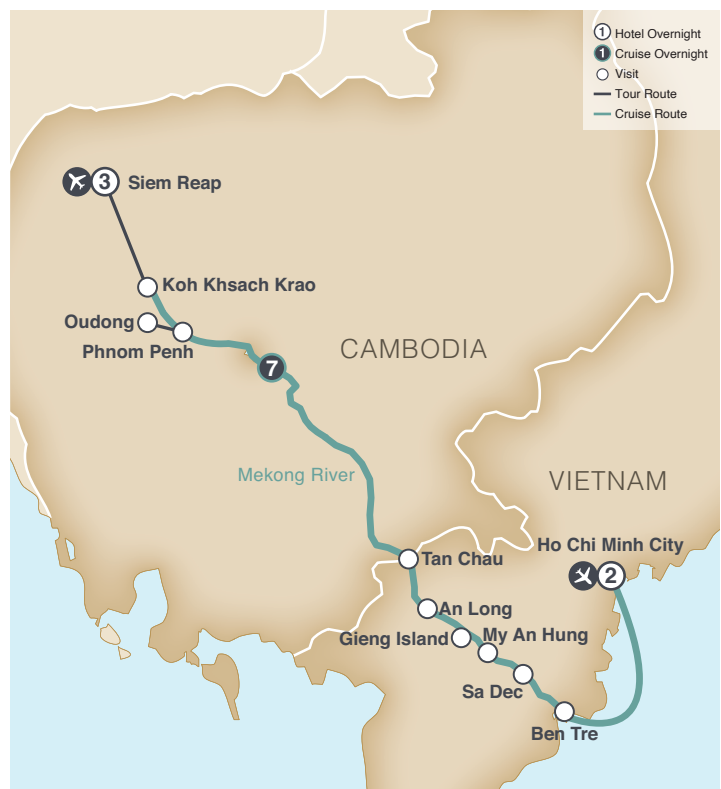 1 Hotel Overnight
1 Cruise Overnight
Visit
Tour Route
Cruise Route
3 Siem Reap
Koh Khsach Krao
Oudong
Phnom Penh
CAMBODIA
7
Mekong River
VIETNAM
Ho Chi Minh City
2
Tan Chau
An Long
Gieng Island
My An Hung
Sa Dec
Ben Tre